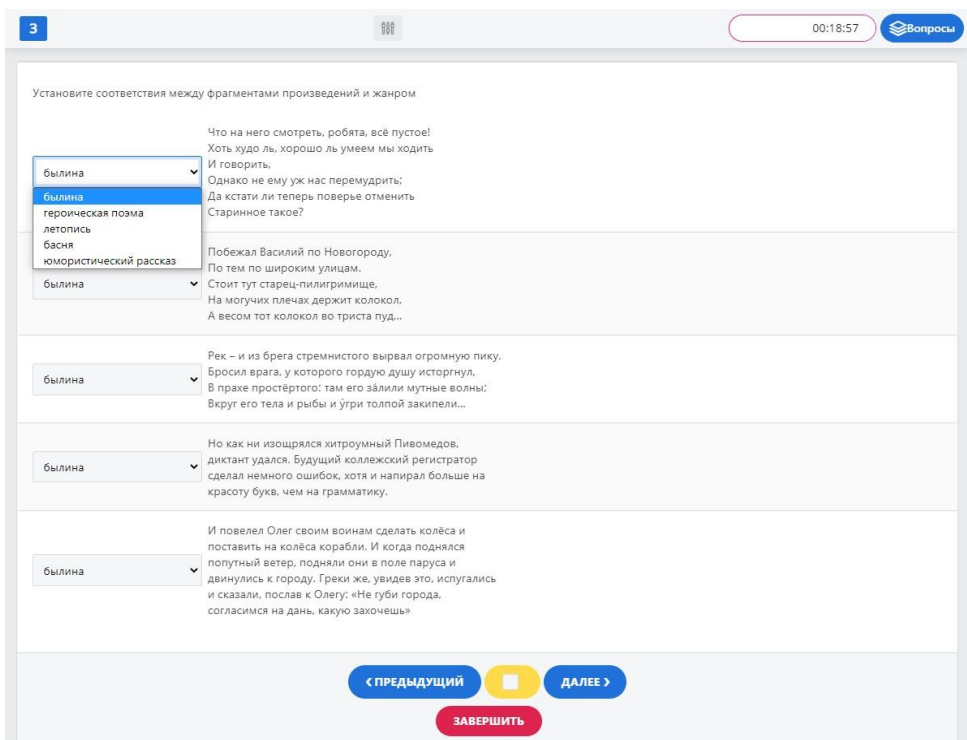 3
00:18:57
Вопросы
Установите соответствия между фрагментами произведений и жанром
былина
былина
героическая поэма
летопись
басня
юмористический рассказ
Что на него смотреть, робята, всё пустое!
Хоть худо ль, хорошо ль умеем мы ходить
И говорить,
Однако не ему уж нас перемудрить;
Да кстати ли теперь поверье отменить
Старинное такое?
былина
Побежал Василий по Новогороду,
По тем по широким улицам.
Стоит тут старец-пилигримище,
На могучих плечах держит колокол,
А весом тот колокол во триста пуд...
былина
Рек – и из брега стремнистого вырвал огромную пику.
Бросил врага, у которого гордую душу исторгнул,
В прахе простёртого: там его зáлили мутные волны;
Вкруг его тела и рыбы и ýгри толпой закипели...
былина
Но как ни изощрялся хитроумный Пивомедов,
диктант удался. Будущий коллежский регистратор
сделал немного ошибок, хотя и напирал больше на
красоту букв, чем на грамматику.
былина
И повелел Олег своим воинам сделать колёса и
поставить на колёса корабли. И когда поднялся
попутный ветер, подняли они в поле паруса и
двинулись к городу. Греки же, увидев это, испугались
и сказали, послав к Олегу: «Не губи города,
согласимся на дань, какую захочешь»
ПРЕДЫДУЩИЙ
ДАЛЕЕ
ЗАВЕРШИТЬ